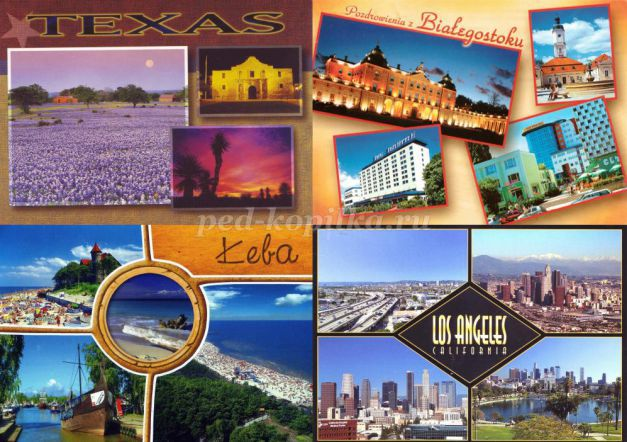 TEXAS
Pozdrowienia z Białegostoku
ped-kopilka.ru
Łeba
LOS ANGELES
CALIFORNIA